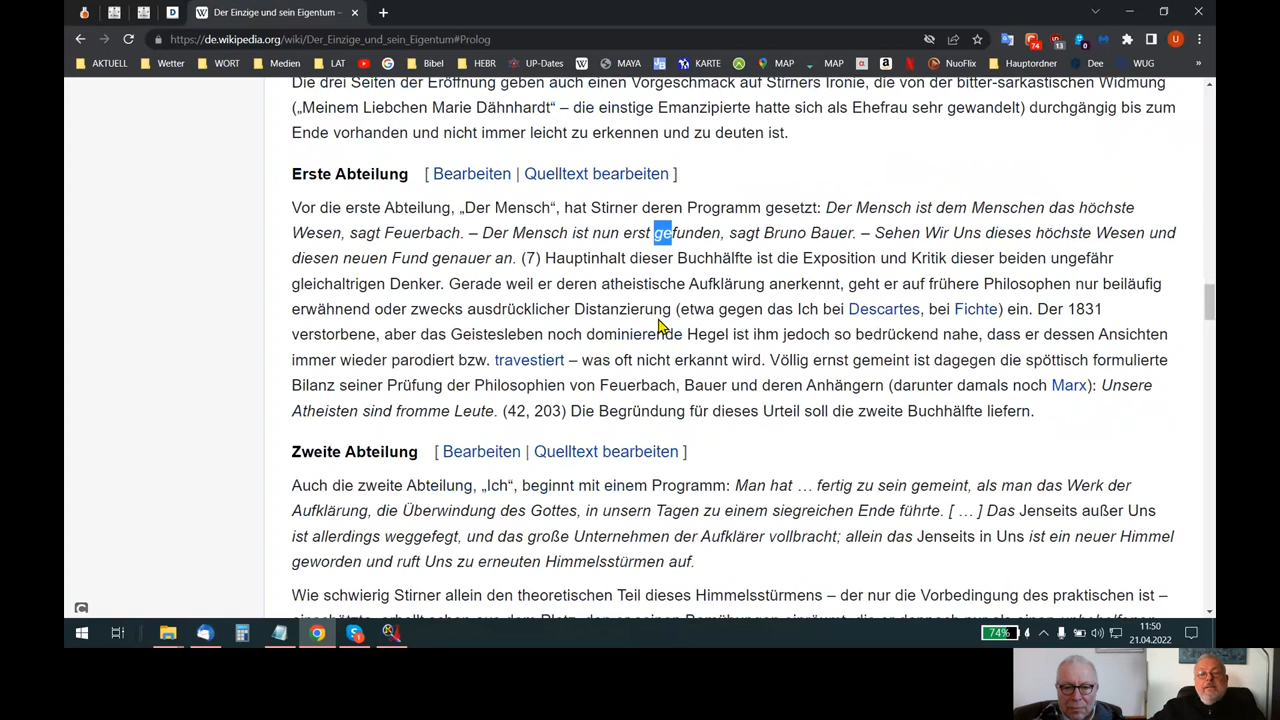 Der Einzige und sein Eigentum –
https://de.wikipedia.org/wiki/Der_Einzige_und_sein_Eigentum#Prolog
74
13
0
U
AKTUELL
Wetter
WORT
Medien
LAT
Bibel
HEBR
UP-Dates
MAYA
KARTE
MAP
MAP
NuoFlix
Hauptordner
Dee
WUG
»
Die drei Seiten der Eröffnung geben auch einen Vorgeschmack auf Stirners Ironie, die von der bitter-sarkastischen Widmung
(„Meinem Liebchen Marie Dähnhardt“ – die einstige Emanzipierte hatte sich als Ehefrau sehr gewandelt) durchgängig bis zum
Ende vorhanden und nicht immer leicht zu erkennen und zu deuten ist.
Erste Abteilung [ Bearbeiten | Quelltext bearbeiten ]
Vor die erste Abteilung, „Der Mensch“, hat Stirner deren Programm gesetzt: Der Mensch ist dem Menschen das höchste
Wesen, sagt Feuerbach. – Der Mensch ist nun erst gefunden, sagt Bruno Bauer. – Sehen Wir Uns dieses höchste Wesen und
diesen neuen Fund genauer an. (7) Hauptinhalt dieser Buchhälfte ist die Exposition und Kritik dieser beiden ungefähr
gleichaltrigen Denker. Gerade weil er deren atheistische Aufklärung anerkennt, geht er auf frühere Philosophen nur beiläufig
erwähnend oder zwecks ausdrücklicher Distanzierung (etwa gegen das Ich bei Descartes, bei Fichte) ein. Der 1831
verstorbene, aber das Geistesleben noch dominierende Hegel ist ihm jedoch so bedrückend nahe, dass er dessen Ansichten
immer wieder parodiert bzw. travestiert – was oft nicht erkannt wird. Völlig ernst gemeint ist dagegen die spöttisch formulierte
Bilanz seiner Prüfung der Philosophien von Feuerbach, Bauer und deren Anhängern (darunter damals noch Marx): Unsere
Atheisten sind fromme Leute. (42, 203) Die Begründung für dieses Urteil soll die zweite Buchhälfte liefern.
Zweite Abteilung [ Bearbeiten | Quelltext bearbeiten ]
Auch die zweite Abteilung, „Ich“, beginnt mit einem Programm: Man hat … fertig zu sein gemeint, als man das Werk der
Aufklärung, die Überwindung des Gottes, in unsern Tagen zu einem siegreichen Ende führte. [ … ] Das Jenseits außer Uns
ist allerdings weggefegt, und das große Unternehmen der Aufklärer vollbracht; allein das Jenseits in Uns ist ein neuer Himmel
geworden und ruft Uns zu erneuten Himmelsstürmen auf.
Wie schwierig Stirner allein den theoretischen Teil dieses Himmelsstürmens – der nur die Vorbedingung des praktischen ist –
74%
11:50
21.04.2022